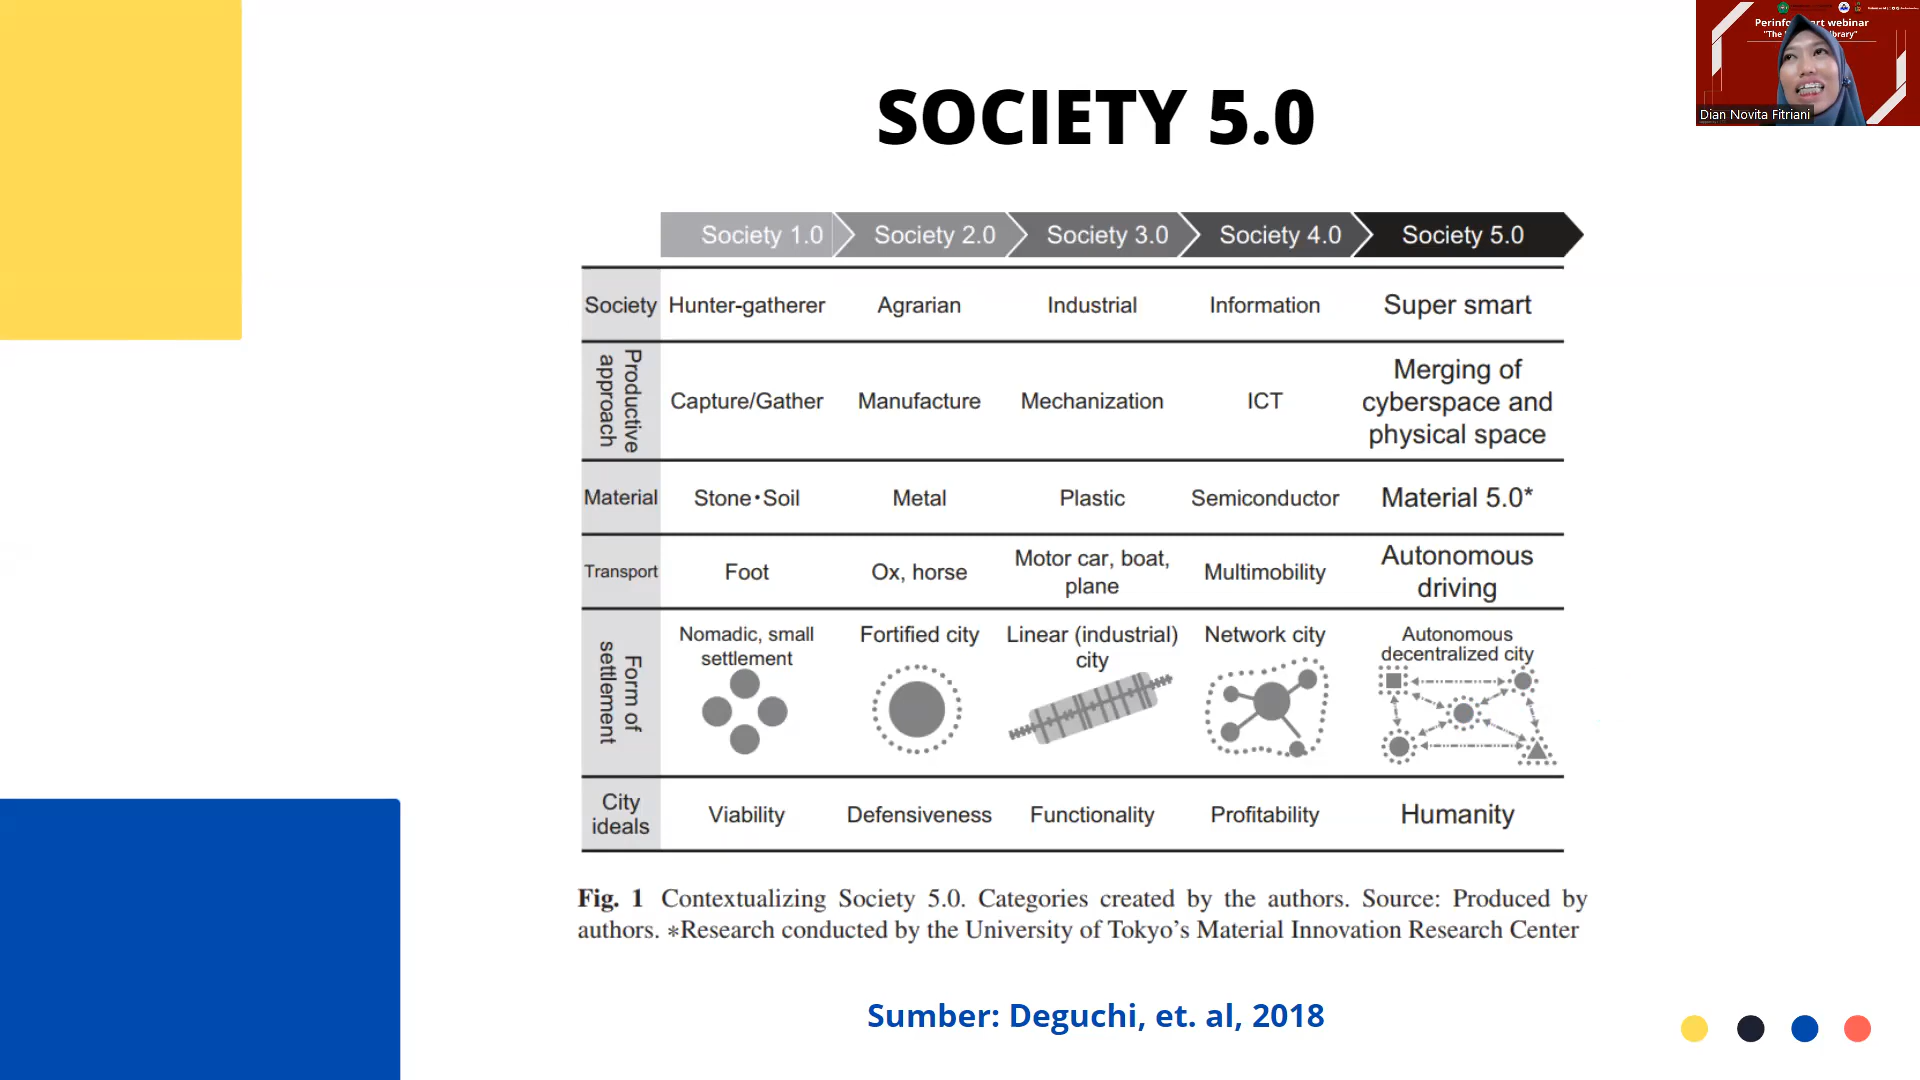 Perinfo rt webinar
"The brary"
Dian Novita Fitriani
SOCIETY 5.0
Society 1.0 Society 2.0 Society 3.0 Society 4.0 Society 5.0
Society Hunter-gatherer Agrarian Industrial Information Super smart
Productive
approach
Capture/Gather Manufacture Mechanization ICT
Merging of
cyberspace and
physical space
Material Stone・Soil Metal Plastic Semiconductor Material 5.0*
Transport Foot Ox, horse
Motor car, boat,
plane
Multimobility
Autonomous
driving
Form of
settlement
Nomadic, small
settlement
Fortified city
Linear (industrial)
city
Network city
Autonomous
decentralized city
City
ideals
Viability Defensiveness Functionality Profitability Humanity
Fig. 1 Contextualizing Society 5.0. Categories created by the authors. Source: Produced by
authors. *Research conducted by the University of Tokyo's Material Innovation Research Center
Sumber: Deguchi, et. al, 2018